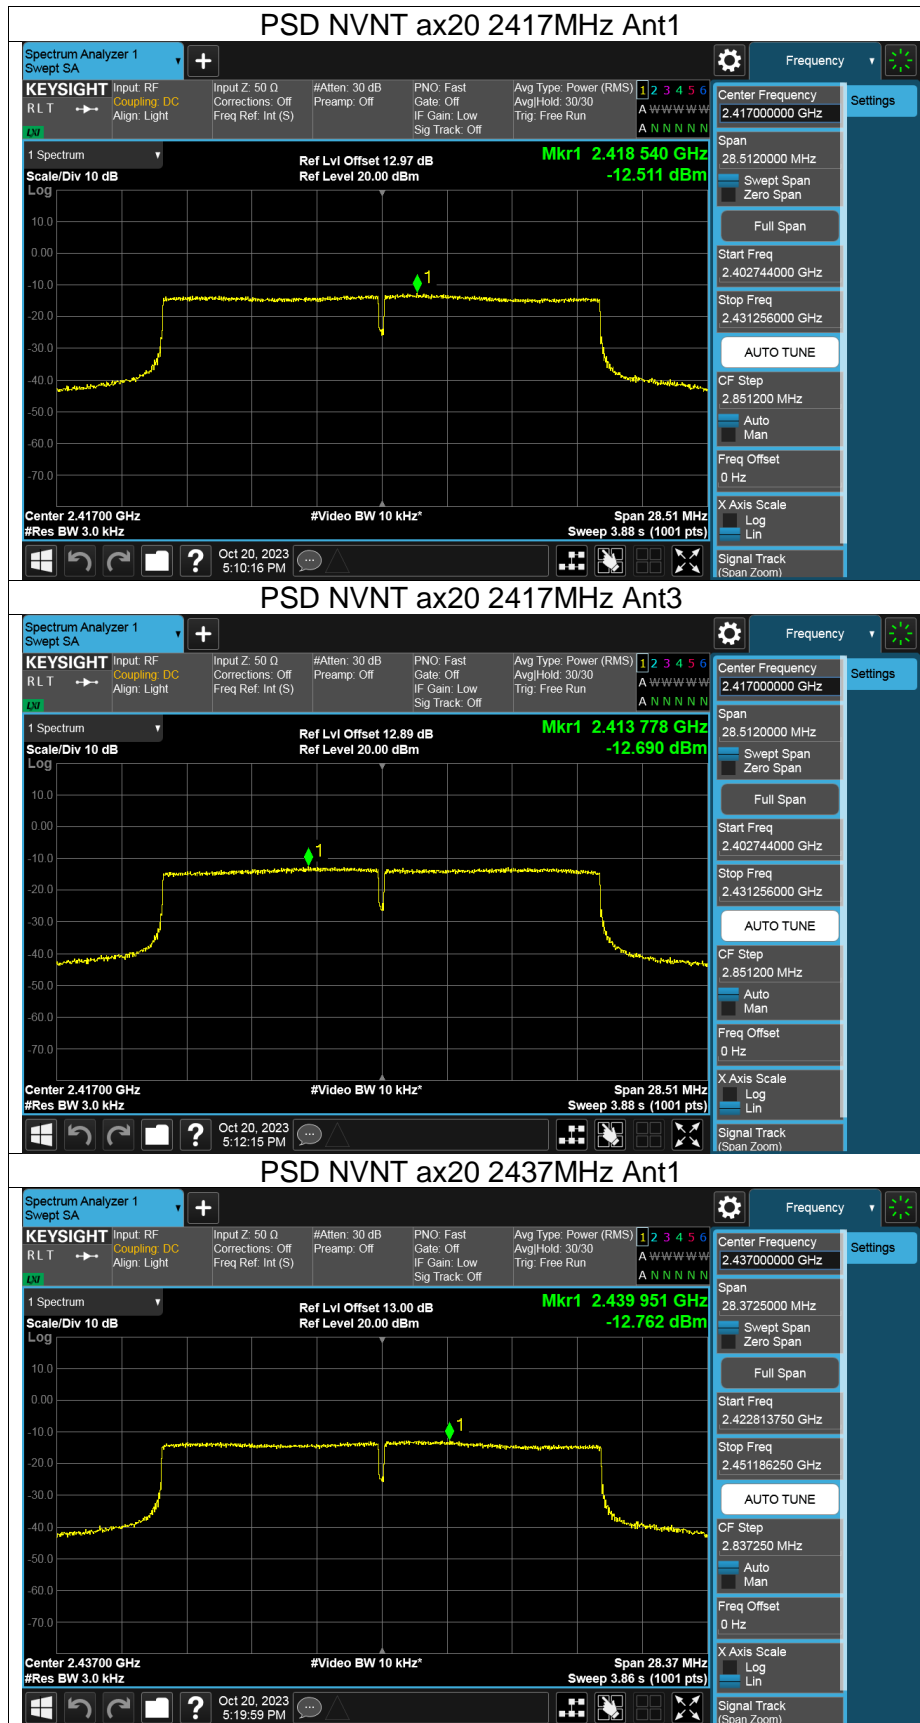 PSD NVNT ax20 2417MHz Ant1
Spectrum Analyzer 1
Swept SA
+
Frequency
KEYSIGHT
RLT
LXI
Input: RF
Coupling: DC
Align: Light
Input Z: 50 Ω
Corrections: Off
Freq Ref: Int (S)
#Atten: 30 dB
Preamp: Off
PNO: Fast
Gate: Off
IF Gain: Low
Sig Track: Off
Avg Type: Power (RMS)
Avg|Hold: 30/30
Trig: Free Run
1 2 3 4 5 6
A W W W W W
A N N N N N
Center Frequency
2.417000000 GHz
Settings
Span
28.5120000 MHz
Swept Span
Zero Span
Full Span
Start Freq
2.402744000 GHz
Stop Freq
2.431256000 GHz
AUTO TUNE
CF Step
2.851200 MHz
Auto
Man
Freq Offset
0 Hz
X Axis Scale
Log
Lin
Signal Track
(Span Zoom)
1 Spectrum
Scale/Div 10 dB
Log
Ref Lvl Offset 12.97 dB
Ref Level 20.00 dBm
Mkr1 2.418 540 GHz
-12.511 dBm
10.0
0.00
-10.0
-20.0
-30.0
-40.0
-50.0
-60.0
-70.0
1
Center 2.41700 GHz
#Res BW 3.0 kHz
#Video BW 10 kHz*
Span 28.51 MHz
Sweep 3.88 s (1001 pts)
?
Oct 20, 2023
5:10:16 PM
PSD NVNT ax20 2417MHz Ant3
Spectrum Analyzer 1
Swept SA
+
Frequency
KEYSIGHT
RLT
LXI
Input: RF
Coupling: DC
Align: Light
Input Z: 50 Ω
Corrections: Off
Freq Ref: Int (S)
#Atten: 30 dB
Preamp: Off
PNO: Fast
Gate: Off
IF Gain: Low
Sig Track: Off
Avg Type: Power (RMS)
Avg|Hold: 30/30
Trig: Free Run
1 2 3 4 5 6
A W W W W W
A N N N N N
Center Frequency
2.417000000 GHz
Settings
Span
28.5120000 MHz
Swept Span
Zero Span
Full Span
Start Freq
2.402744000 GHz
Stop Freq
2.431256000 GHz
AUTO TUNE
CF Step
2.851200 MHz
Auto
Man
Freq Offset
0 Hz
X Axis Scale
Log
Lin
Signal Track
(Span Zoom)
1 Spectrum
Scale/Div 10 dB
Log
Ref Lvl Offset 12.89 dB
Ref Level 20.00 dBm
Mkr1 2.413 778 GHz
-12.690 dBm
10.0
0.00
-10.0
-20.0
-30.0
-40.0
-50.0
-60.0
-70.0
1
Center 2.41700 GHz
#Res BW 3.0 kHz
#Video BW 10 kHz*
Span 28.51 MHz
Sweep 3.88 s (1001 pts)
?
Oct 20, 2023
5:12:15 PM
PSD NVNT ax20 2437MHz Ant1
Spectrum Analyzer 1
Swept SA
+
Frequency
KEYSIGHT
RLT
LXI
Input: RF
Coupling: DC
Align: Light
Input Z: 50 Ω
Corrections: Off
Freq Ref: Int (S)
#Atten: 30 dB
Preamp: Off
PNO: Fast
Gate: Off
IF Gain: Low
Sig Track: Off
Avg Type: Power (RMS)
Avg|Hold: 30/30
Trig: Free Run
1 2 3 4 5 6
A W W W W W
A N N N N N
Center Frequency
2.437000000 GHz
Settings
Span
28.3725000 MHz
Swept Span
Zero Span
Full Span
Start Freq
2.422813750 GHz
Stop Freq
2.451186250 GHz
AUTO TUNE
CF Step
2.837250 MHz
Auto
Man
Freq Offset
0 Hz
X Axis Scale
Log
Lin
Signal Track
(Span Zoom)
1 Spectrum
Scale/Div 10 dB
Log
Ref Lvl Offset 13.00 dB
Ref Level 20.00 dBm
Mkr1 2.439 951 GHz
-12.762 dBm
10.0
0.00
-10.0
-20.0
-30.0
-40.0
-50.0
-60.0
-70.0
1
Center 2.43700 GHz
#Res BW 3.0 kHz
#Video BW 10 kHz*
Span 28.37 MHz
Sweep 3.86 s (1001 pts)
?
Oct 20, 2023
5:19:59 PM